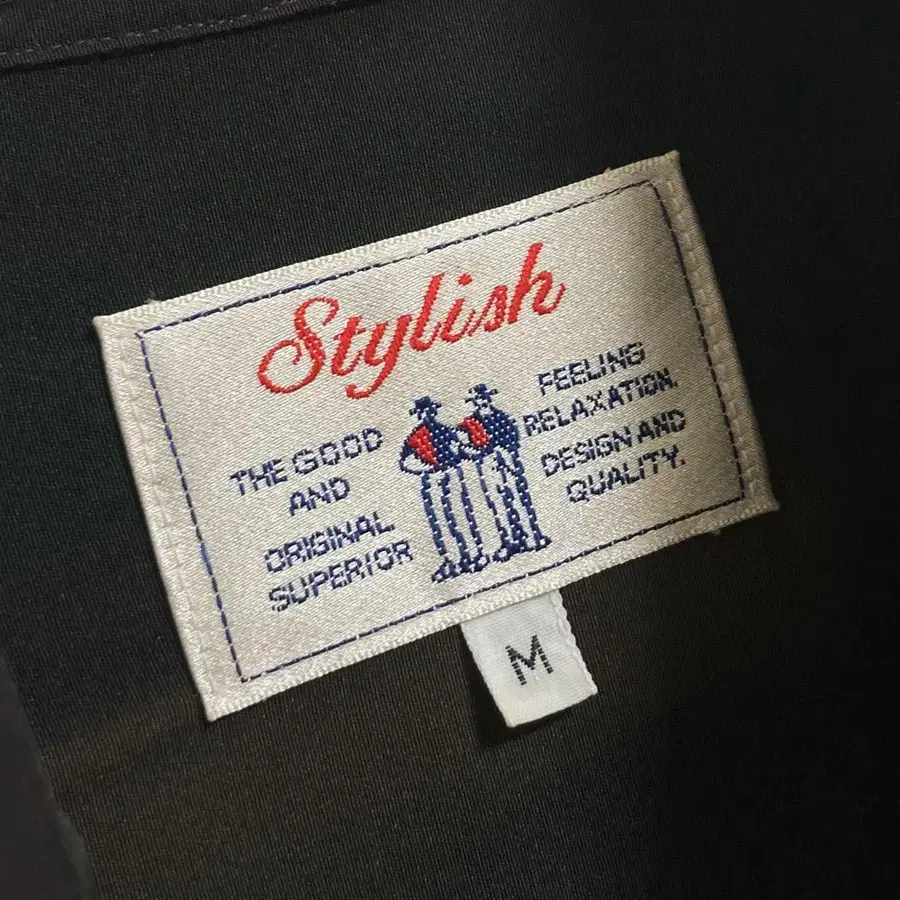 Stylish
THE GOOD
AND
ORIGINAL
SUPERIOR
FEELING
RELAXATION.
DESIGN AND
QUALITY.
M